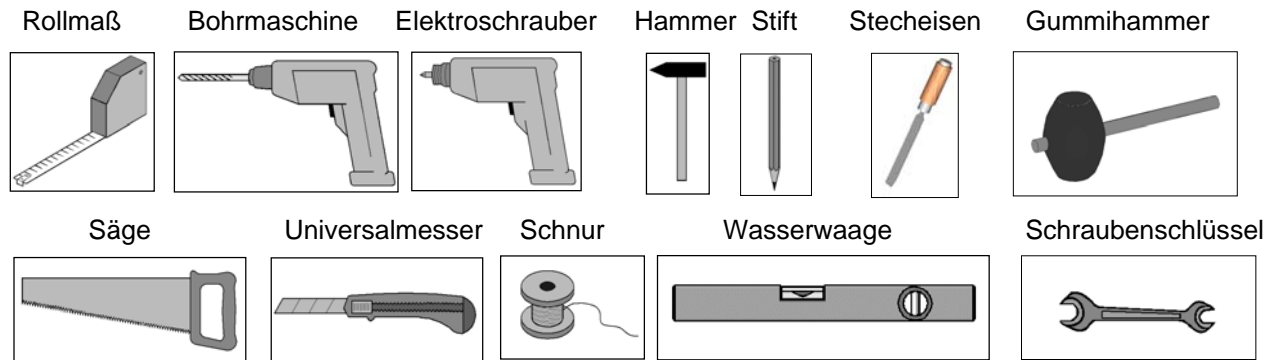 Rollmaß Bohrmaschine Elektroschrauber Hammer Stift Stecheisen Gummihammer
Säge Universalmesser Schnur Wasserwaage Schraubenschlüssel